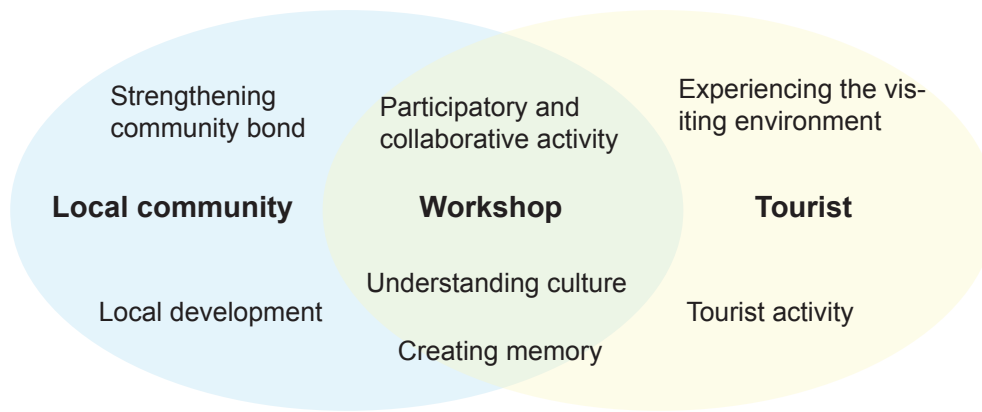 Strengthening
community bond
Participatory and
collaborative activity
Experiencing the vis-
iting environment
Local community
Workshop
Tourist
Local development
Understanding culture
Creating memory
Tourist activity